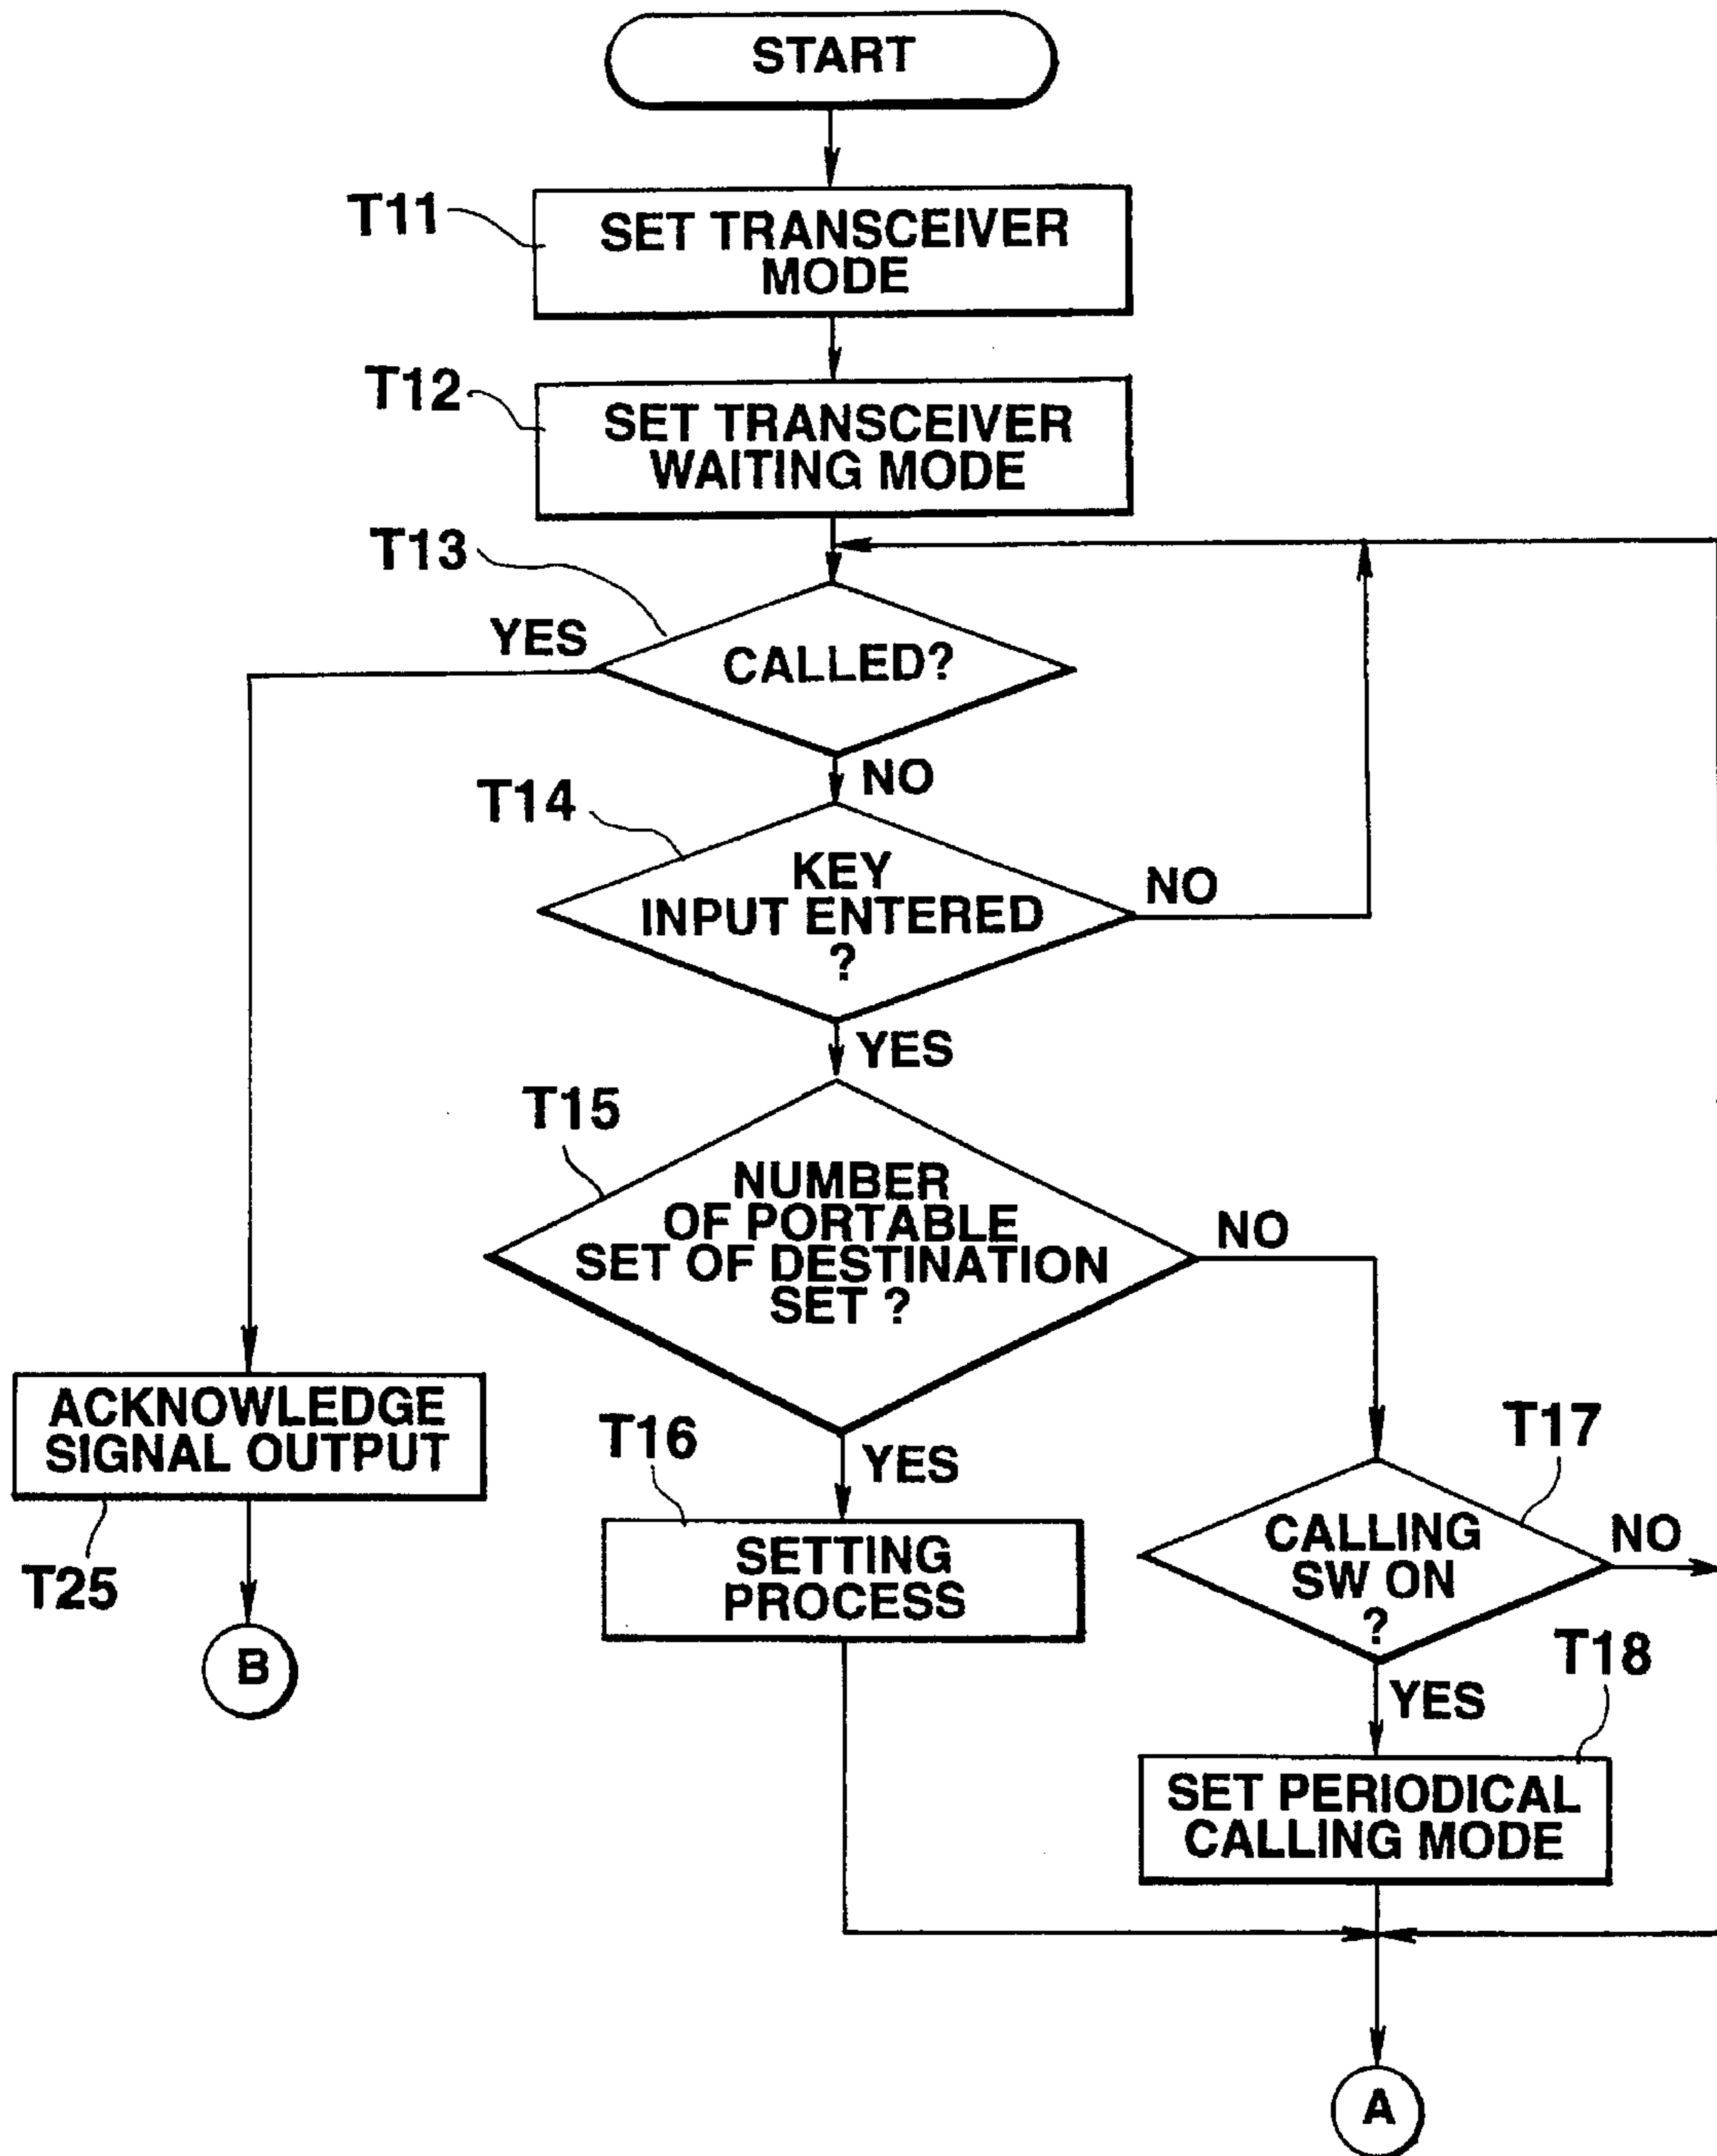 START
T11
SET TRANSCEIVER
MODE
T12
SET TRANSCEIVER
WAITING MODE
T13
YES
CALLED?
NO
T14
KEY
INPUT ENTERED
?
NO
YES
T15
NUMBER
OF PORTABLE
SET OF DESTINATION
SET ?
NO
ACKNOWLEDGE
SIGNAL OUTPUT
T25
B
T16
YES
SETTING
PROCESS
T17
CALLING
SW ON
?
NO
T18
YES
SET PERIODICAL
CALLING MODE
A